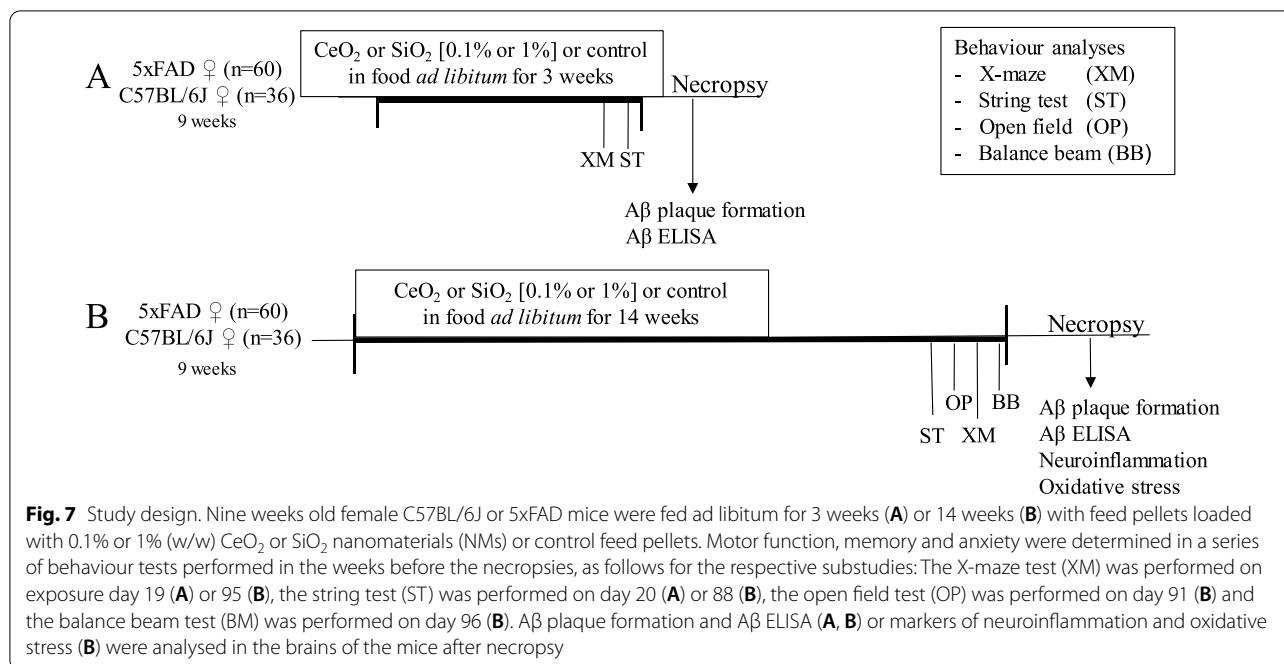 A
5xFAD ♀ (n=60)
C57BL/6J ♀ (n=36)
9 weeks
CeO₂ or SiO₂ [0.1% or 1%] or control
in food ad libitum for 3 weeks
Necropsy
XM ST
Aβ plaque formation
Aβ ELISA
Behaviour analyses
- X-maze (XM)
- String test (ST)
- Open field (OP)
- Balance beam (BB)
B
5xFAD ♀ (n=60)
C57BL/6J ♀ (n=36)
9 weeks
CeO₂ or SiO₂ [0.1% or 1%] or control
in food ad libitum for 14 weeks
Necropsy
OP BB
ST XM
Aβ plaque formation
Aβ ELISA
Neuroinflammation
Oxidative stress
Fig. 7 Study design. Nine weeks old female C57BL/6J or 5xFAD mice were fed ad libitum for 3 weeks (A) or 14 weeks (B) with feed pellets loaded
with 0.1% or 1% (w/w) CeO₂ or SiO₂ nanomaterials (NMs) or control feed pellets. Motor function, memory and anxiety were determined in a series
of behaviour tests performed in the weeks before the necropsies, as follows for the respective substudies: The X-maze test (XM) was performed on
exposure day 19 (A) or 95 (B), the string test (ST) was performed on day 20 (A) or 88 (B), the open field test (OP) was performed on day 91 (B) and
the balance beam test (BM) was performed on day 96 (B). Aβ plaque formation and Aβ ELISA (A, B) or markers of neuroinflammation and oxidative
stress (B) were analysed in the brains of the mice after necropsy